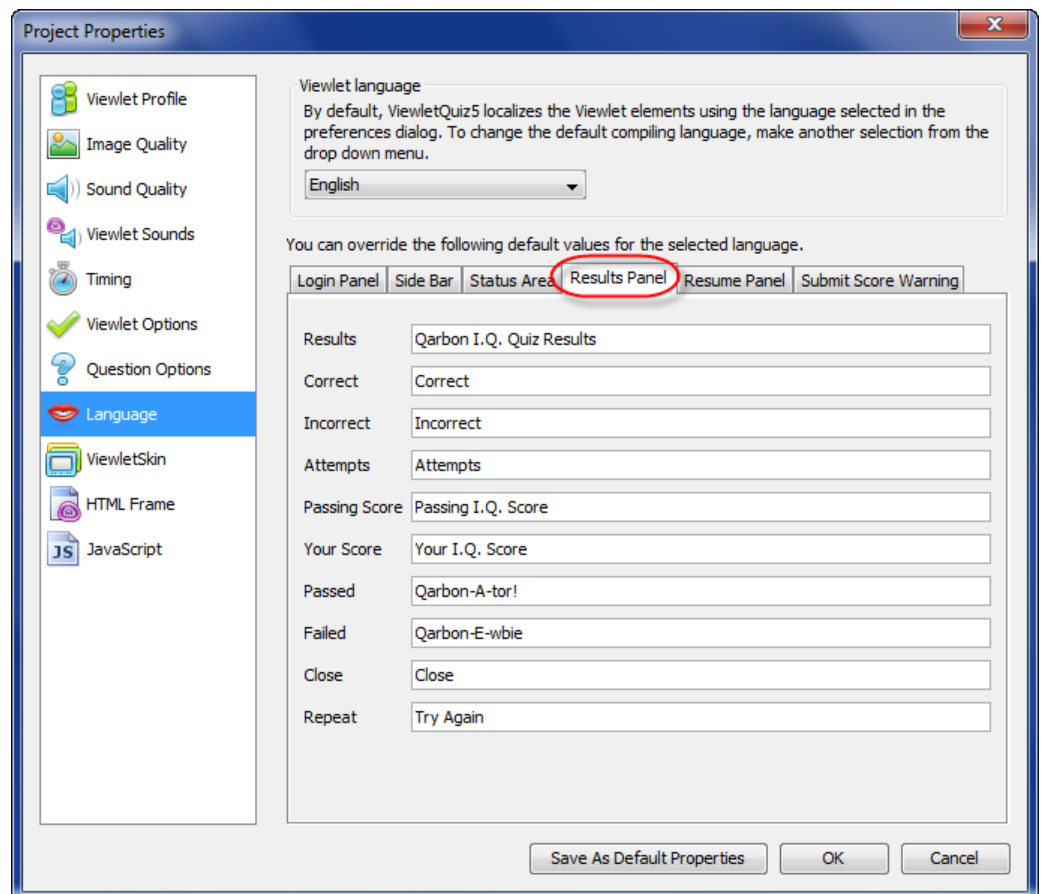 Project Properties
Viewlet Profile
Image Quality
Sound Quality
Viewlet Sounds
Timing
Viewlet Options
Question Options
Language
ViewletSkin
HTML Frame
JS JavaScript
Viewlet language
By default, ViewletQuiz5 localizes the Viewlet elements using the language selected in the
preferences dialog. To change the default compiling language, make another selection from the
drop down menu.
English
You can override the following default values for the selected language.
Login Panel Side Bar Status Area Results Panel Resume Panel Submit Score Warning
Results Qarbon I.Q. Quiz Results
Correct Correct
Incorrect Incorrect
Attempts Attempts
Passing Score Passing I.Q. Score
Your Score Your I.Q. Score
Passed Qarbon-A-tor!
Failed Qarbon-E-wbie
Close Close
Repeat Try Again
Save As Default Properties OK Cancel